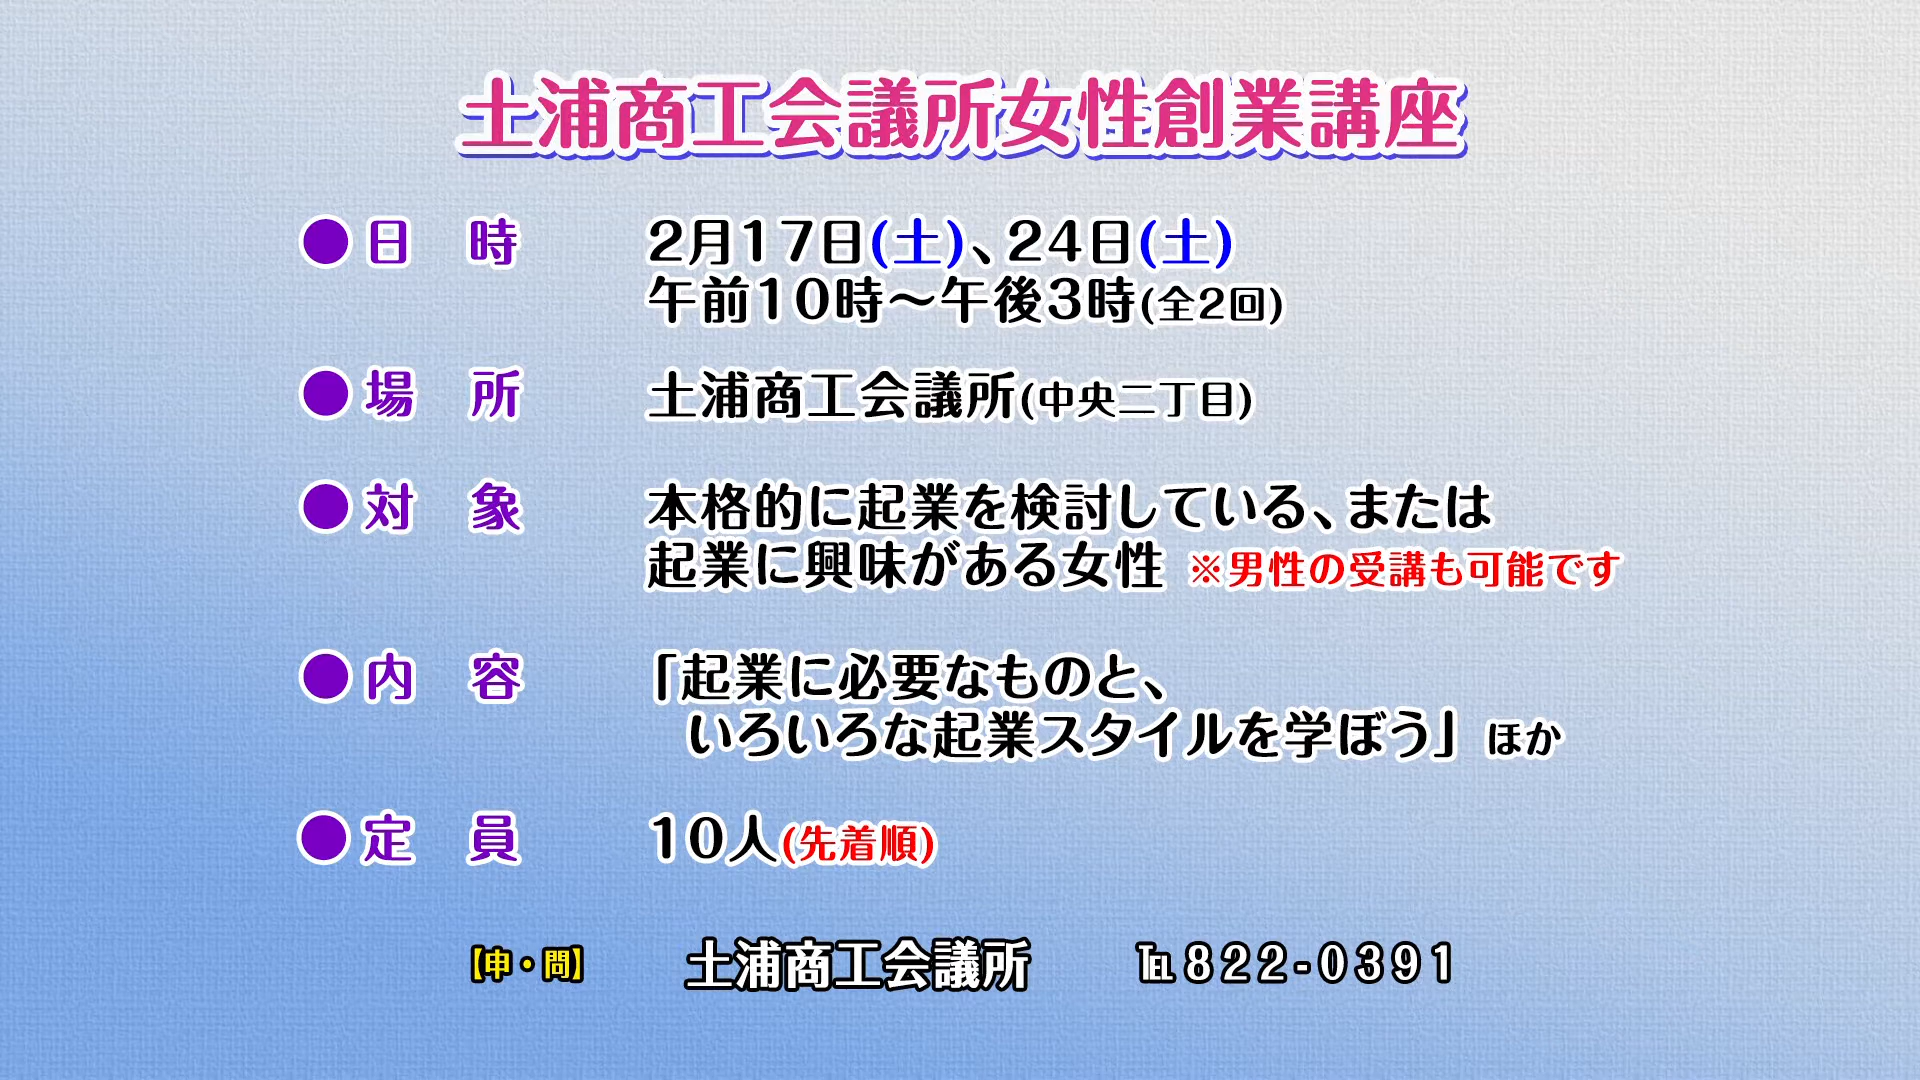 土浦商工会議所女性創業講座
●日　時　2月17日(土)、24日(土)
午前10時～午後3時(全2回)
●場　所　土浦商工会議所(中央二丁目)
●対　象　本格的に起業を検討している、または
起業に興味がある女性 ※男性の受講も可能です
●内　容　「起業に必要なものと、
いろいろな起業スタイルを学ぼう」 ほか
●定　員　10人(先着順)
【申・問】　土浦商工会議所　℡822-0391